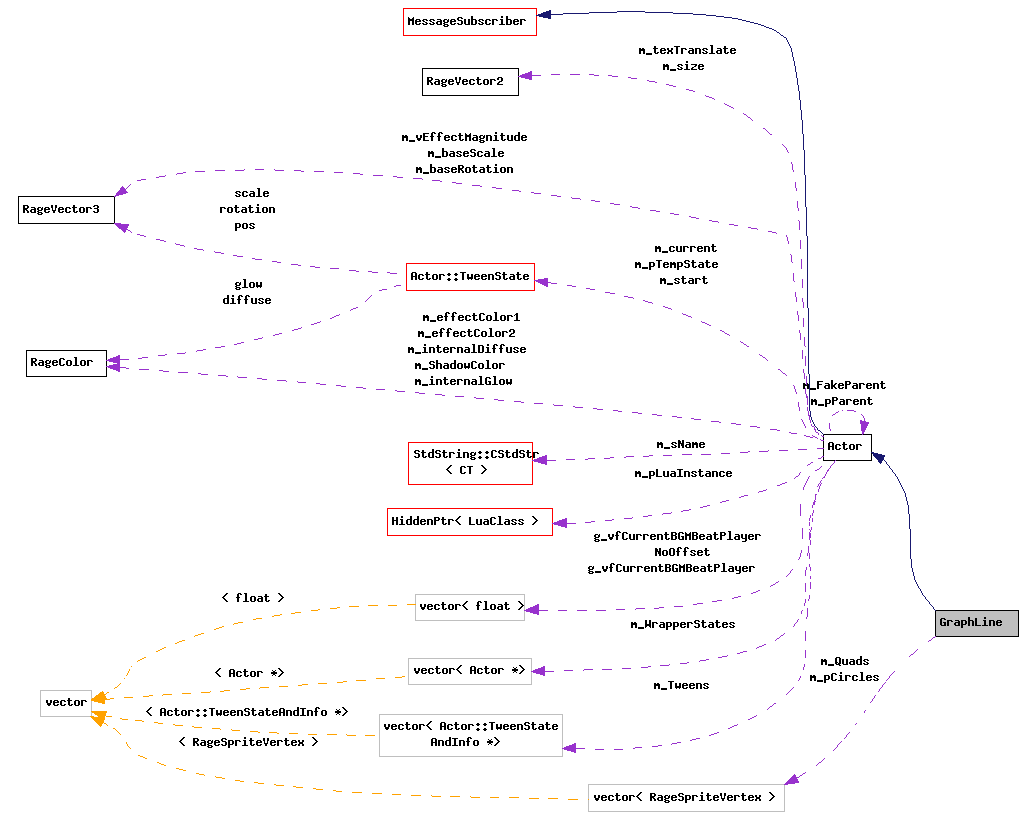 MessageSubscriber
m_texTranslate
m_size
RageVector2
m_vEffectMagnitude
m_baseScale
m_baseRotation
RageVector3
scale
rotation
pos
m_current
m_pTempState
m_start
Actor::TweenState
glow
diffuse
m_effectColor1
m_effectColor2
m_internalDiffuse
m_ShadowColor
m_internalGlow
RageColor
m_FakeParent
m_pParent
Actor
m_sName
StdString::CStdStr
< CT >
m_pLuaInstance
HiddenPtr< LuaClass >
g_vfCurrentBGMBeatPlayer
NoOffset
g_vfCurrentBGMBeatPlayer
< float >
vector< float >
m_WrapperStates
GraphLine
< Actor *>
vector< Actor *>
m_Quads
m_pCircles
m_Tweens
vector
< Actor::TweenStateAndInfo *>
vector< Actor::TweenState
AndInfo *>
< RageSpriteVertex >
vector< RageSpriteVertex >